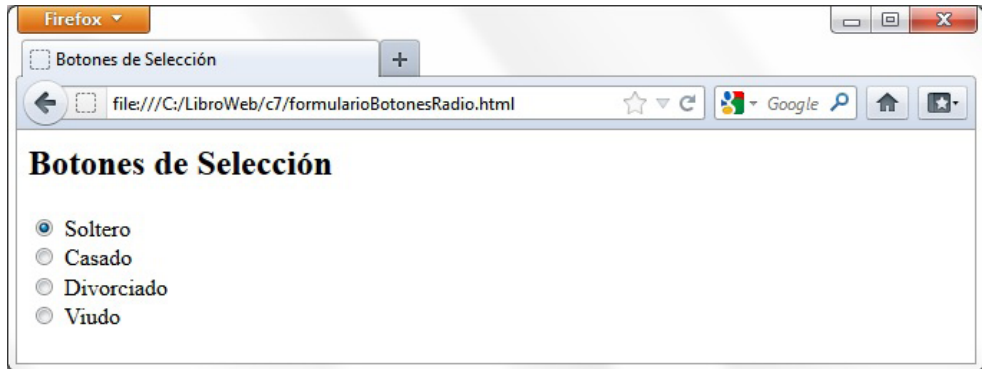 Firefox
Botones de Selección
file:///C:/LibroWeb/c7/formularioBotonesRadio.html
Google
Botones de Selección
Soltero
Casado
Divorciado
Viudo